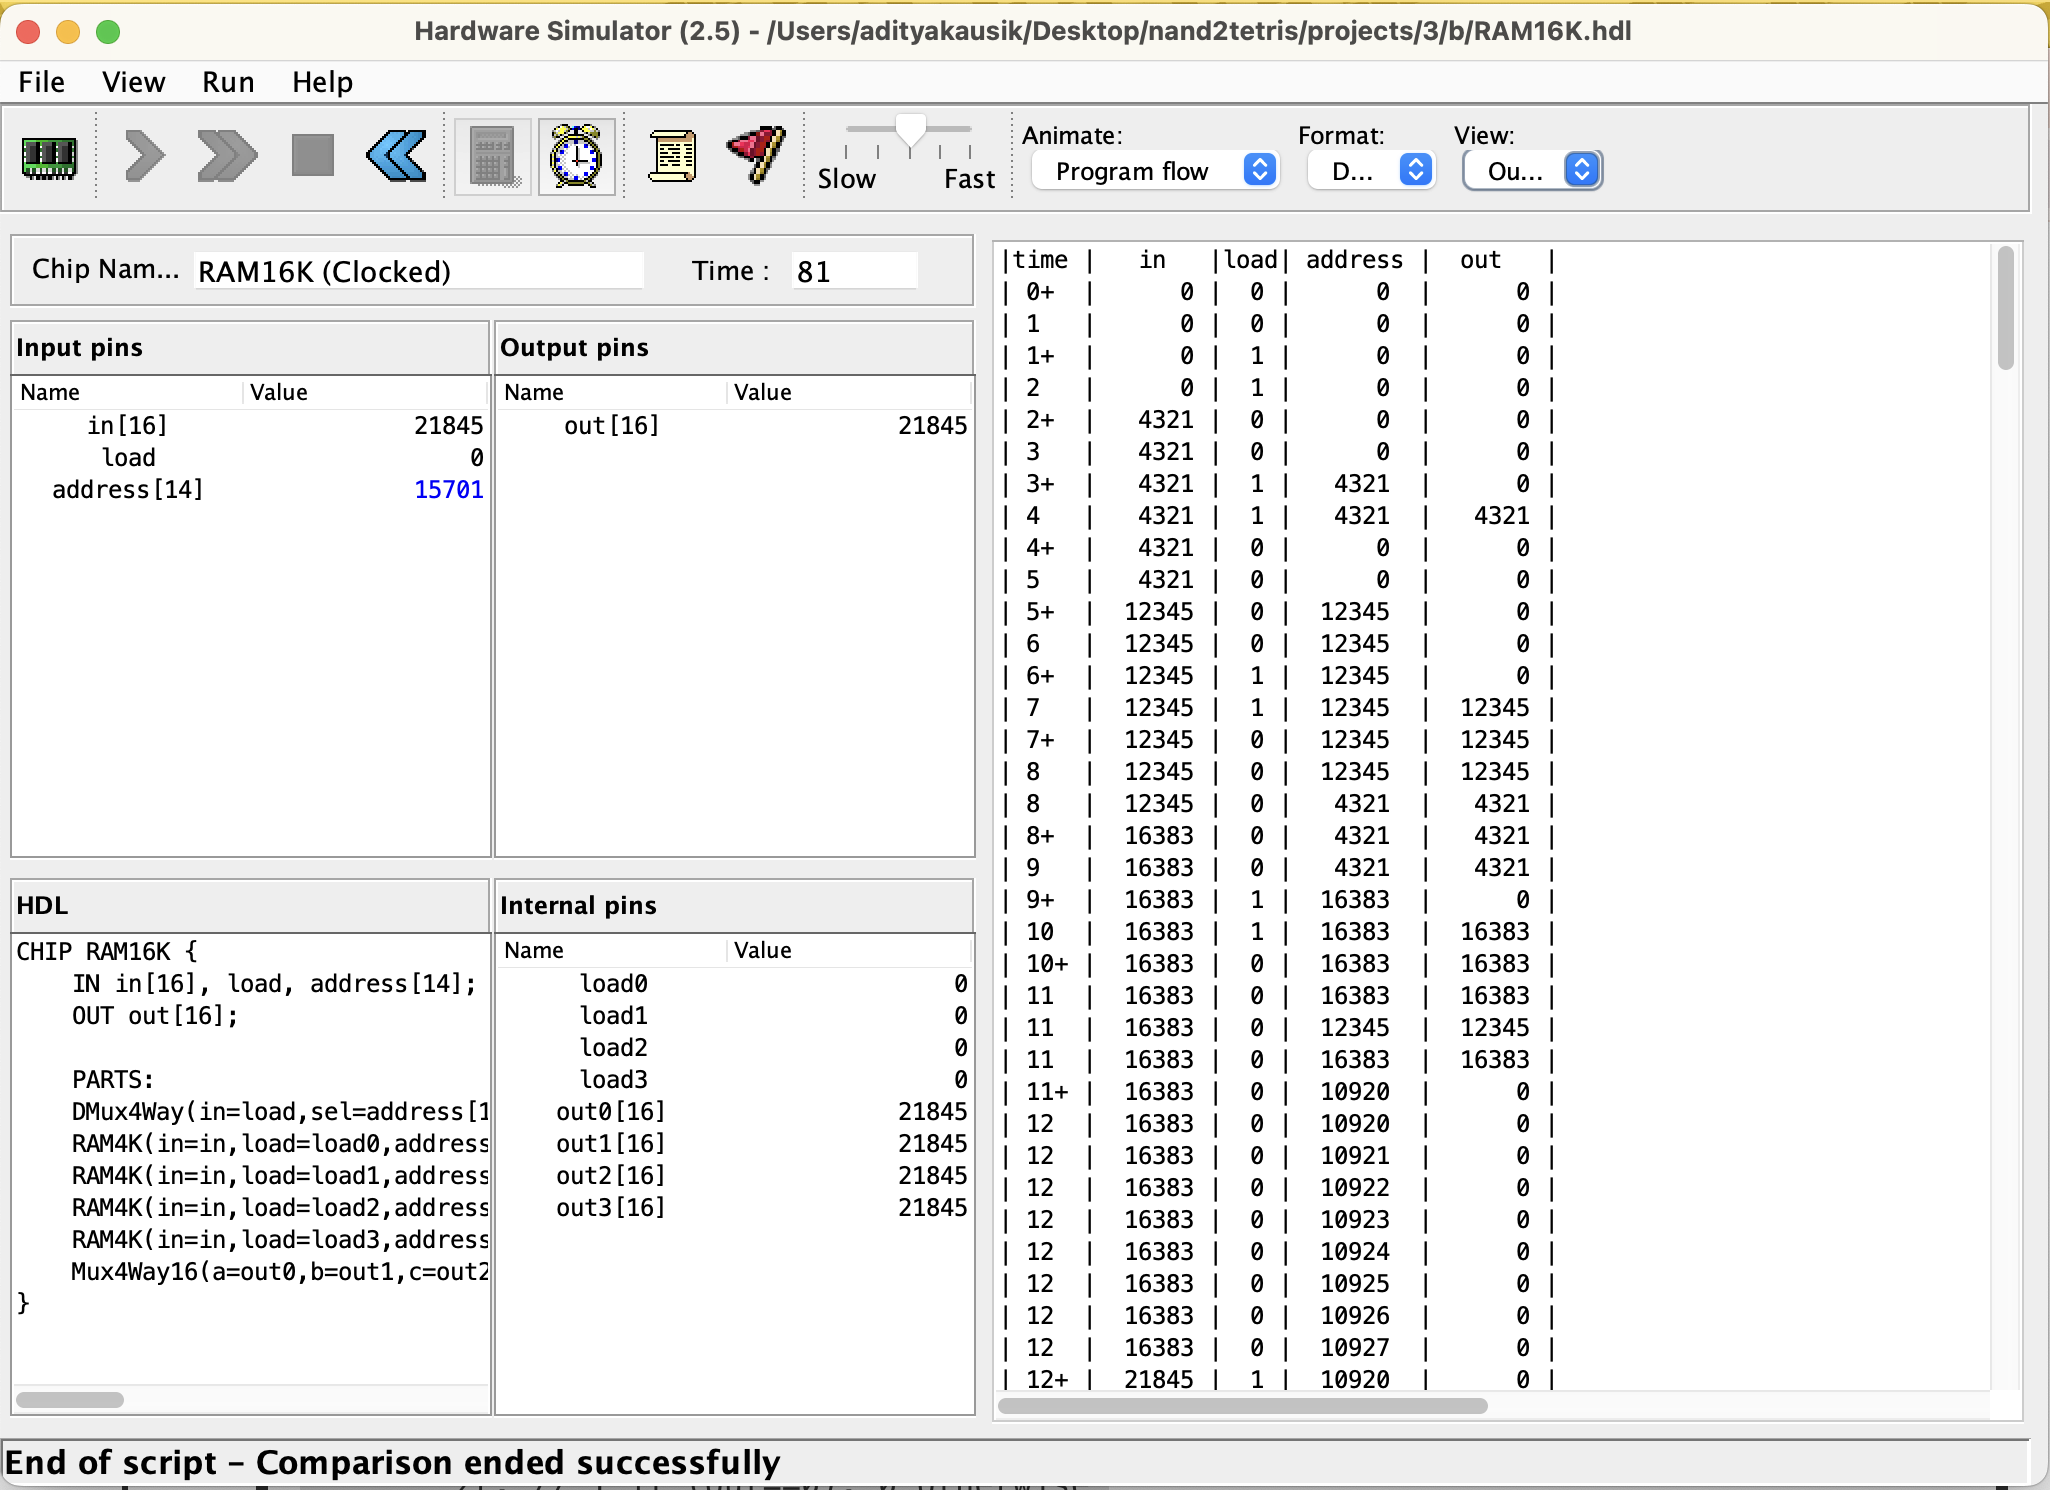 Hardware Simulator (2.5) - /Users/adityakausik/Desktop/nand2tetris/projects/3/b/RAM16K.hdl
File View Run Help
Slow Fast
Animate: Format: View:
Program flow D... Ou...
Chip Nam... RAM16K (Clocked) Time : 81
Input pins
Name Value
in[16] 21845
load 0
address[14] 15701
Output pins
Name Value
out[16] 21845
HDL
CHIP RAM16K {
IN in[16], load, address[14];
OUT out[16];
PARTS:
DMux4Way(in=load,sel=address[1
RAM4K(in=in,load=load0,address
RAM4K(in=in,load=load1,address
RAM4K(in=in,load=load2,address
RAM4K(in=in,load=load3,address
Mux4Way16(a=out0,b=out1,c=out2
}
Internal pins
Name Value
load0 0
load1 0
load2 0
load3 0
out0[16] 21845
out1[16] 21845
out2[16] 21845
out3[16] 21845
|time | in |load| address | out |
| 0+ | 0 | 0 | 0 | 0 |
| 1 | 0 | 0 | 0 | 0 |
| 1+ | 0 | 1 | 0 | 0 |
| 2 | 0 | 1 | 0 | 0 |
| 2+ | 4321 | 0 | 0 | 0 |
| 3 | 4321 | 0 | 0 | 0 |
| 3+ | 4321 | 1 | 4321 | 0 |
| 4 | 4321 | 1 | 4321 | 4321 |
| 4+ | 4321 | 0 | 0 | 0 |
| 5 | 4321 | 0 | 0 | 0 |
| 5+ | 12345 | 0 | 12345 | 0 |
| 6 | 12345 | 0 | 12345 | 0 |
| 6+ | 12345 | 1 | 12345 | 0 |
| 7 | 12345 | 1 | 12345 | 12345 |
| 7+ | 12345 | 0 | 12345 | 12345 |
| 8 | 12345 | 0 | 12345 | 12345 |
| 8 | 12345 | 0 | 4321 | 4321 |
| 8+ | 16383 | 0 | 4321 | 4321 |
| 9 | 16383 | 0 | 4321 | 4321 |
| 9+ | 16383 | 1 | 16383 | 0 |
| 10 | 16383 | 1 | 16383 | 16383 |
| 10+ | 16383 | 0 | 16383 | 16383 |
| 11 | 16383 | 0 | 16383 | 16383 |
| 11 | 16383 | 0 | 12345 | 12345 |
| 11 | 16383 | 0 | 16383 | 16383 |
| 11+ | 16383 | 0 | 10920 | 0 |
| 12 | 16383 | 0 | 10920 | 0 |
| 12 | 16383 | 0 | 10921 | 0 |
| 12 | 16383 | 0 | 10922 | 0 |
| 12 | 16383 | 0 | 10923 | 0 |
| 12 | 16383 | 0 | 10924 | 0 |
| 12 | 16383 | 0 | 10925 | 0 |
| 12 | 16383 | 0 | 10926 | 0 |
| 12 | 16383 | 0 | 10927 | 0 |
| 12+ | 21845 | 1 | 10920 | 0 |
End of script – Comparison ended successfully